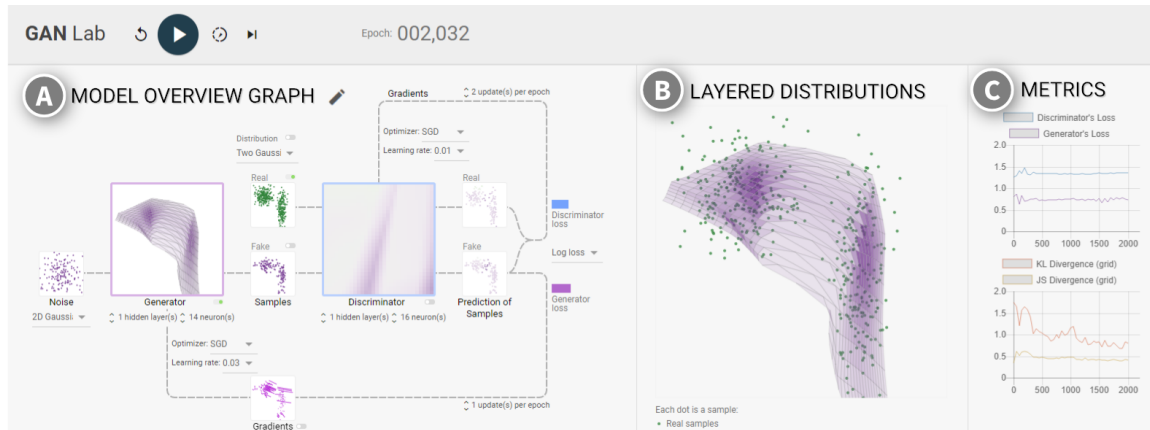 GAN Lab
Epoch: 002,032
A MODEL OVERVIEW GRAPH
Gradients
2 update(s) per epoch
Optimizer: SGD
Learning rate: 0.01
Distribution
Two Gaussi
Real
Real
Discriminator
loss
Fake
Fake
Log loss
Noise
Generator
Samples
Discriminator
Prediction of
Samples
Generator
loss
2D Gaussi
1 hidden layer(s) 14 neuron(s)
1 hidden layer(s) 16 neuron(s)
Optimizer: SGD
Learning rate: 0.03
1 update(s) per epoch
Gradients
B LAYERED DISTRIBUTIONS
Each dot is a sample:
Real samples
C METRICS
Discriminator's Loss
Generator's Loss
2.0
1.5
1.0
0.5
0
0 500 1000 1500 2000
KL Divergence (grid)
JS Divergence (grid)
2.0
1.5
1.0
0.5
0
0 500 1000 1500 2000